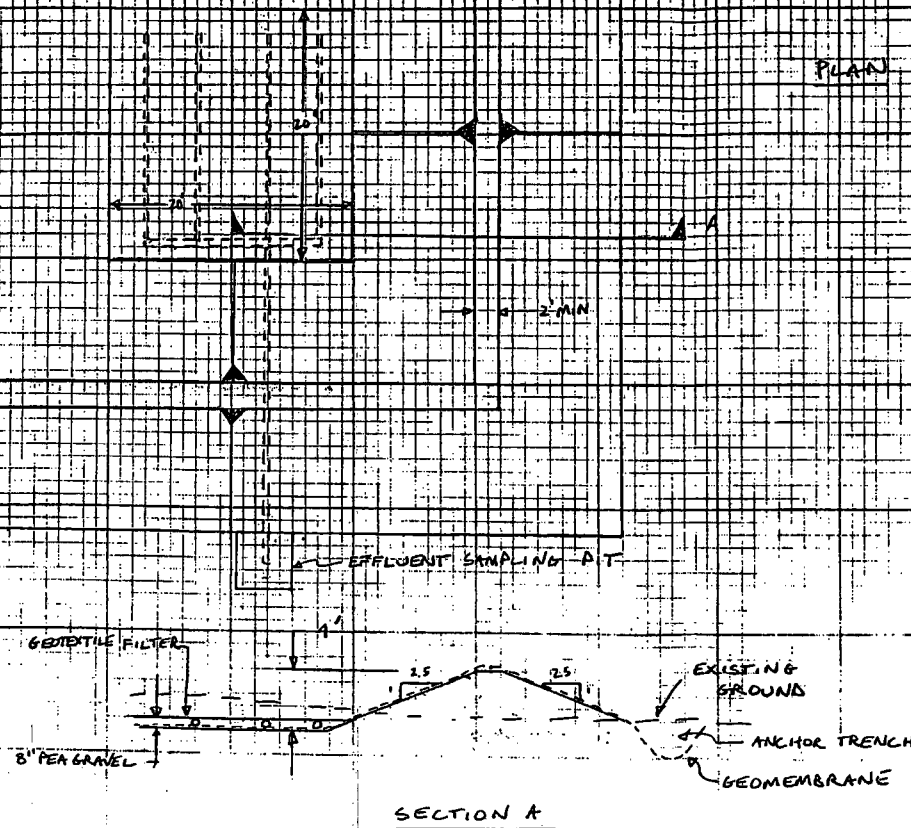 PLAN
20'
20'
A
2' MIN
EFFLUENT SAMPLING PIT
4'
GEOTEXTILE FILTER
2.5
1
2.5
1
EXISTING
GROUND
8" PEA GRAVEL
ANCHOR TRENCH
GEOMEMBRANE
SECTION A